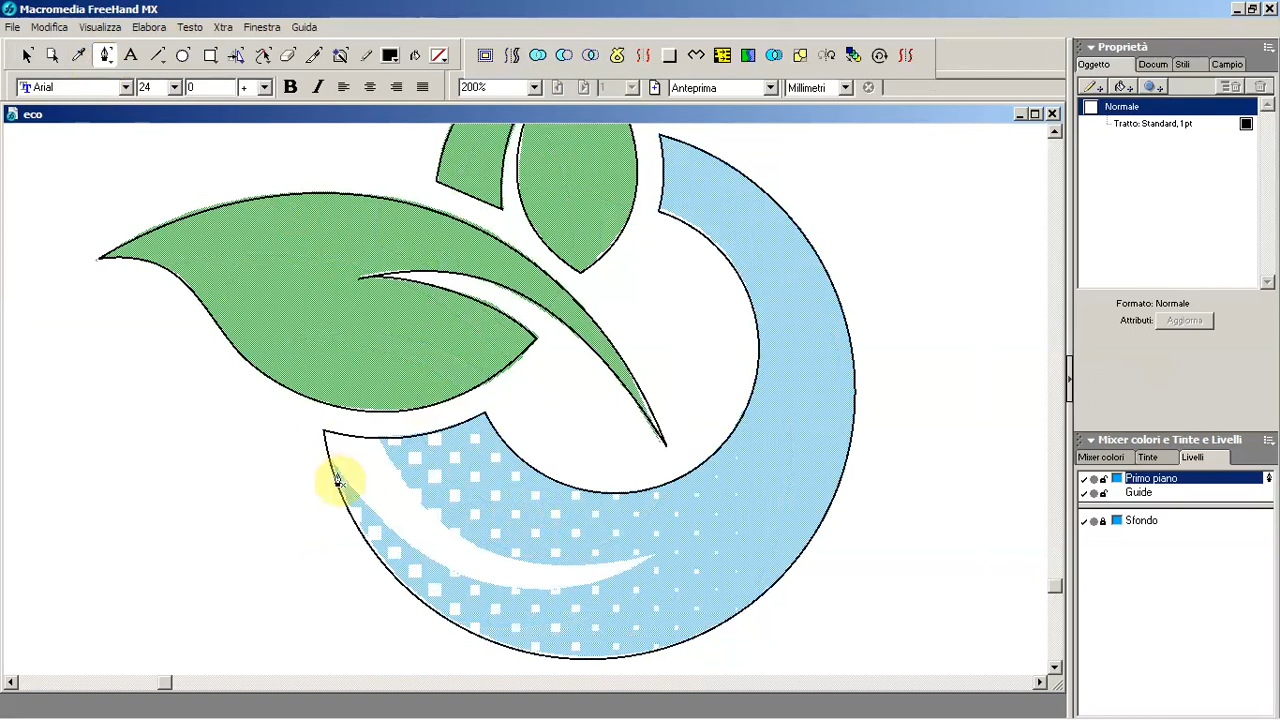 Macromedia FreeHand MX
File Modifica Visualizza Elabora Testo Xtra Finestra Guida
A
Arial 24 0 + B I 200% 1 Anteprima Millimetri
eco
Proprietà
Oggetto Docum Stili Campio
Normale
Tratto: Standard, 1pt
Formato: Normale
Attributi: Aggiorna
Mixer colori e Tinte e Livelli
Mixer colori Tinte Livelli
Primo piano
Guide
Sfondo